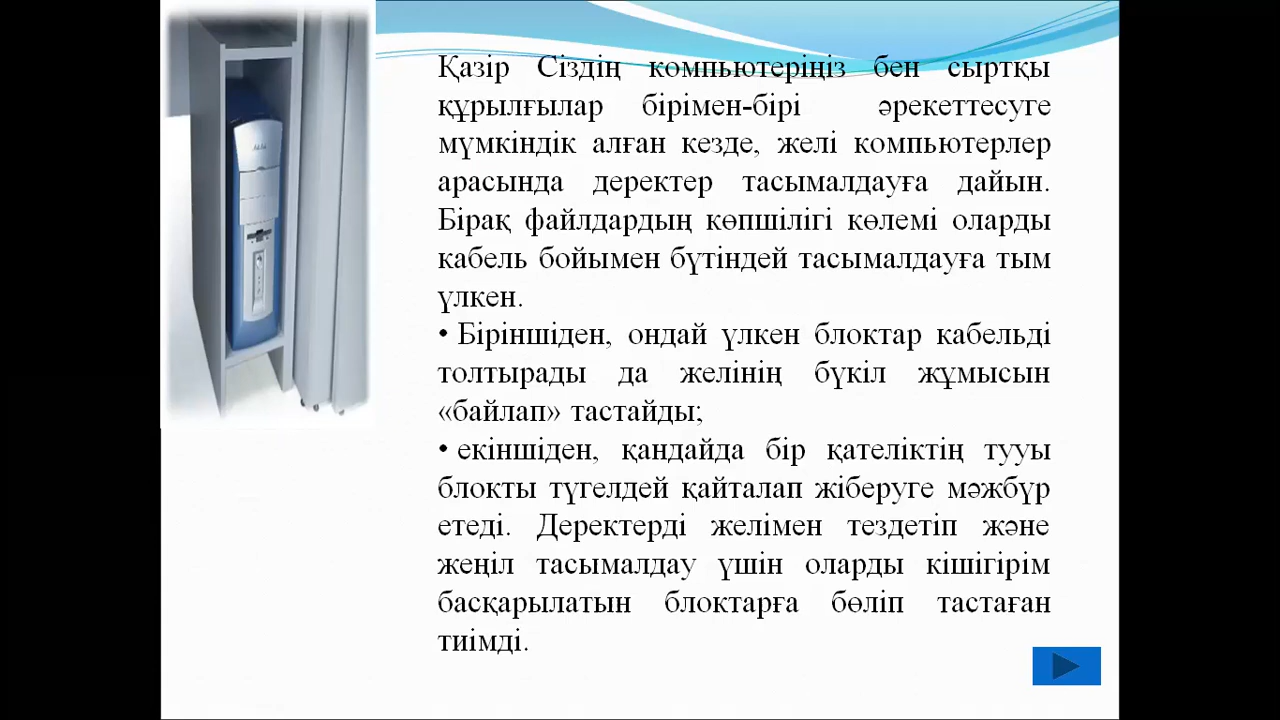 Қазір Сіздің компьютеріңіз бен сыртқы
құрылғылар бірімен-бірі әрекеттесуге
мүмкіндік алған кезде, желі компьютерлер
арасында деректер тасымалдауға дайын.
Бірақ файлдардың көпшілігі көлемі оларды
кабель бойымен бүтіндей тасымалдауға тым
үлкен.
• Біріншіден, ондай үлкен блоктар кабельді
толтырады да желінің бүкіл жұмысын
«байлап» тастайды;
• екіншіден, қандайда бір қателіктің тууы
блокты түгелдей қайталап жіберуге мәжбүр
етеді. Деректерді желімен тездетіп және
жеңіл тасымалдау үшін оларды кішігірім
басқарылатын блоктарға бөліп тастаған
тиімді.